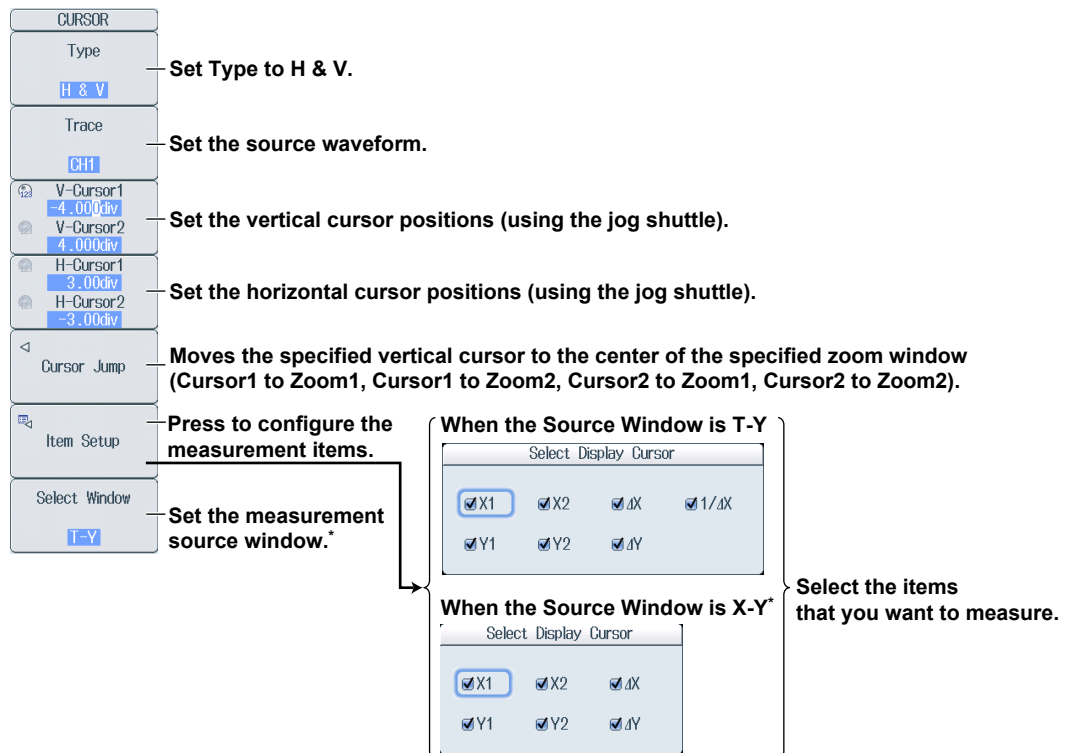 CURSOR
Type
H & V
Set Type to H & V.
Trace
CH1
Set the source waveform.
V-Cursor1
-4.000div
V-Cursor2
4.000div
Set the vertical cursor positions (using the jog shuttle).
H-Cursor1
3.00div
H-Cursor2
-3.00div
Set the horizontal cursor positions (using the jog shuttle).
Cursor Jump
Moves the specified vertical cursor to the center of the specified zoom window
(Cursor1 to Zoom1, Cursor1 to Zoom2, Cursor2 to Zoom1, Cursor2 to Zoom2).
Item Setup
Press to configure the
measurement items.
Select Window
T-Y
Set the measurement
source window.*
When the Source Window is T-Y
Select Display Cursor
X1 X2 ΔX 1/ΔX
Y1 Y2 ΔY
When the Source Window is X-Y*
Select Display Cursor
X1 X2 ΔX
Y1 Y2 ΔY
Select the items
that you want to measure.